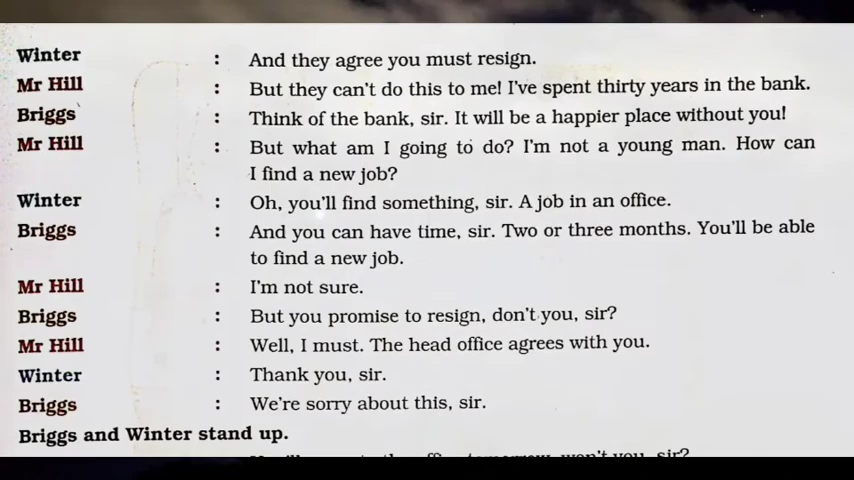 Winter : And they agree you must resign.
Mr Hill : But they can't do this to me! I've spent thirty years in the bank.
Briggs : Think of the bank, sir. It will be a happier place without you!
Mr Hill : But what am I going to do? I'm not a young man. How can
I find a new job?
Winter : Oh, you'll find something, sir. A job in an office.
Briggs : And you can have time, sir. Two or three months. You'll be able
to find a new job.
Mr Hill : I'm not sure.
Briggs : But you promise to resign, don't you, sir?
Mr Hill : Well, I must. The head office agrees with you.
Winter : Thank you, sir.
Briggs : We're sorry about this, sir.
Briggs and Winter stand up.
tomorrow, won't you, sir?